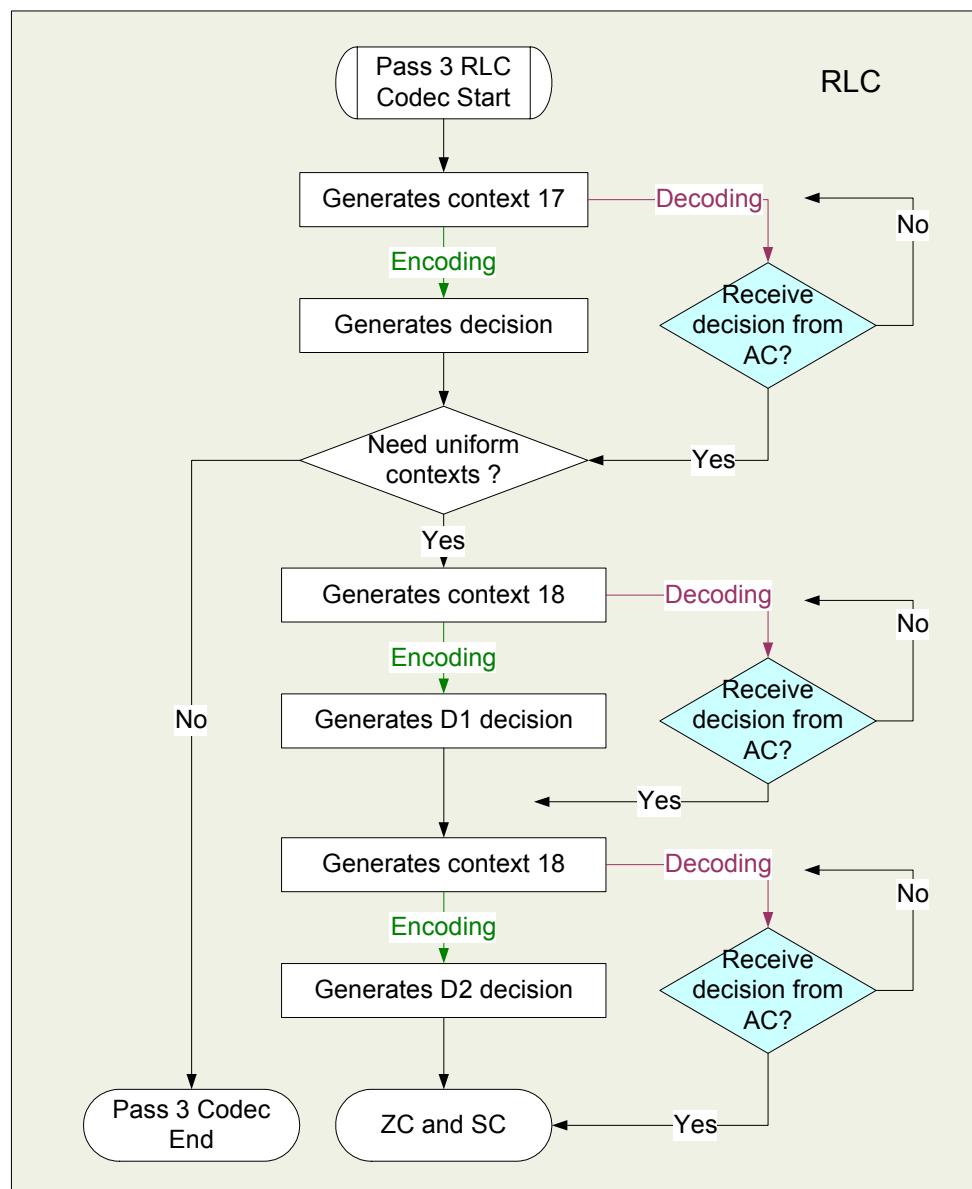 Pass 3 RLC
Codec Start
RLC
Generates context 17
Decoding
No
Encoding
Receive
decision from
AC?
Generates decision
Need uniform
contexts ?
Yes
Yes
Generates context 18
Decoding
No
Encoding
Receive
decision from
AC?
No
Generates D1 decision
Yes
Generates context 18
Decoding
No
Encoding
Receive
decision from
AC?
Generates D2 decision
Pass 3 Codec
End
ZC and SC
Yes